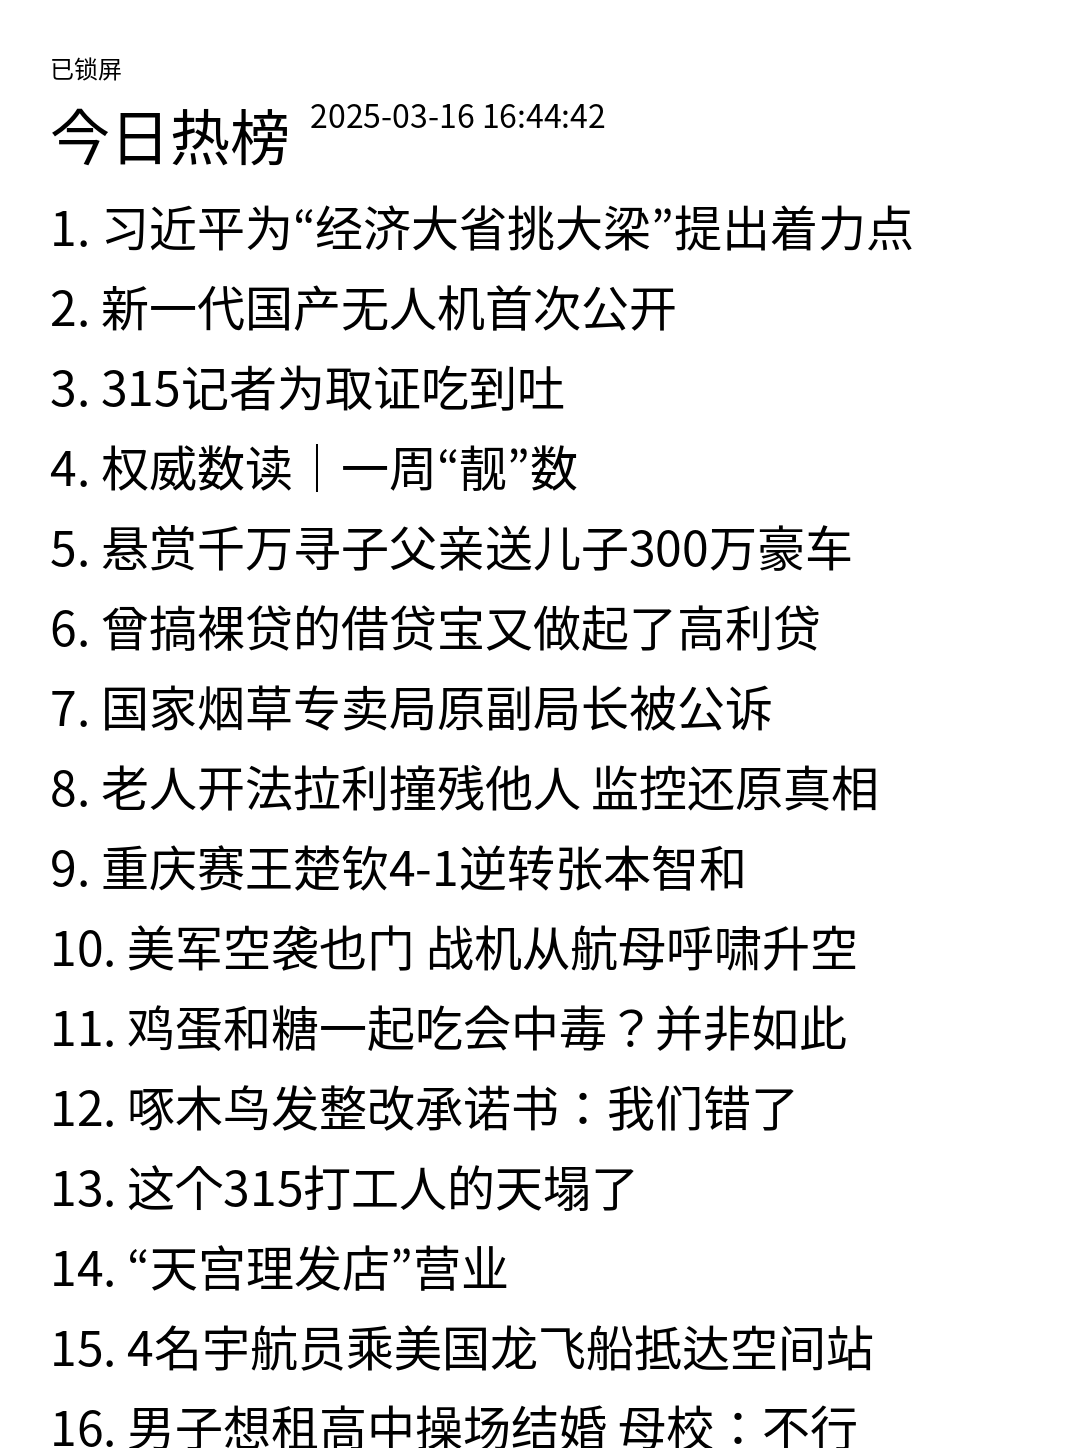 已锁屏
今日热榜 2025-03-16 16:44:42
1. 习近平为“经济大省挑大梁”提出着力点
2. 新一代国产无人机首次公开
3. 315记者为取证吃到吐
4. 权威数读｜一周“靓”数
5. 悬赏千万寻子父亲送儿子300万豪车
6. 曾搞裸贷的借贷宝又做起了高利贷
7. 国家烟草专卖局原副局长被公诉
8. 老人开法拉利撞残他人 监控还原真相
9. 重庆赛王楚钦4-1逆转张本智和
10. 美军空袭也门 战机从航母呼啸升空
11. 鸡蛋和糖一起吃会中毒？并非如此
12. 啄木鸟发整改承诺书：我们错了
13. 这个315打工人的天塌了
14. “天宫理发店”营业
15. 4名宇航员乘美国龙飞船抵达空间站
16. 男子想租高中操场结婚 母校：不行